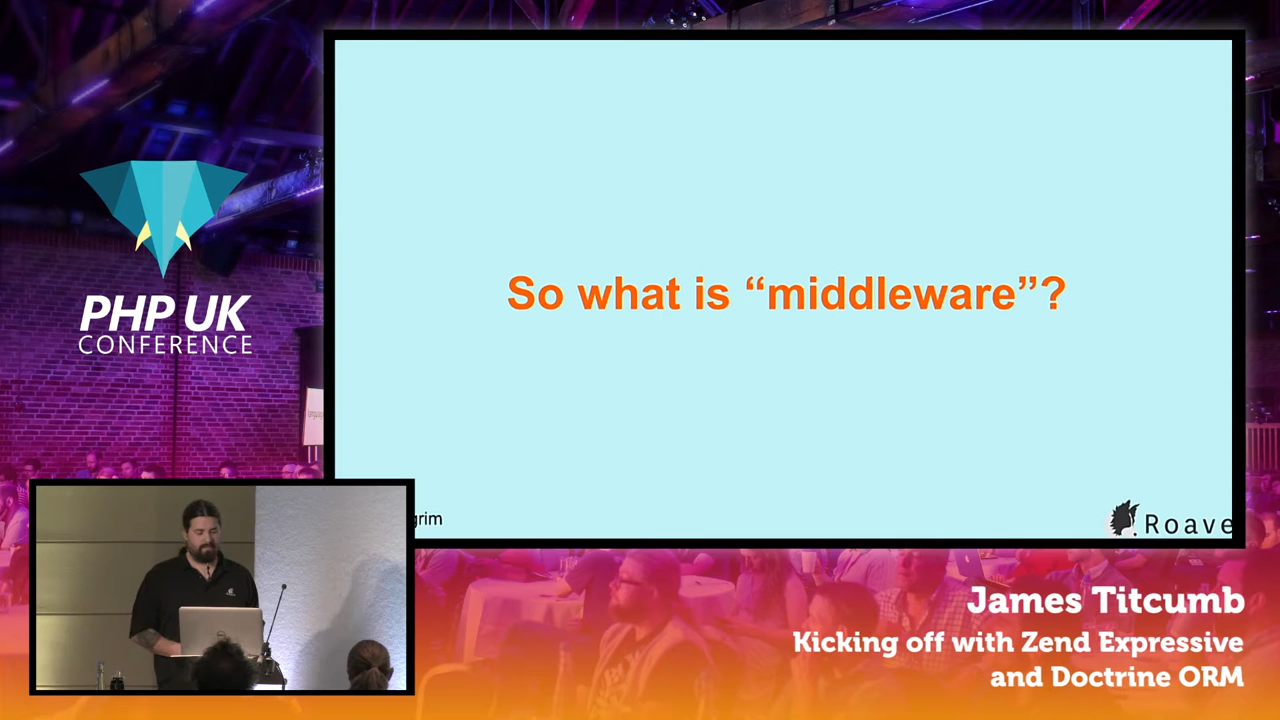 So what is “middleware”?
PHP UK
CONFERENCE
grim
Roave
James Titcumb
Kicking off with Zend Expressive
and Doctrine ORM